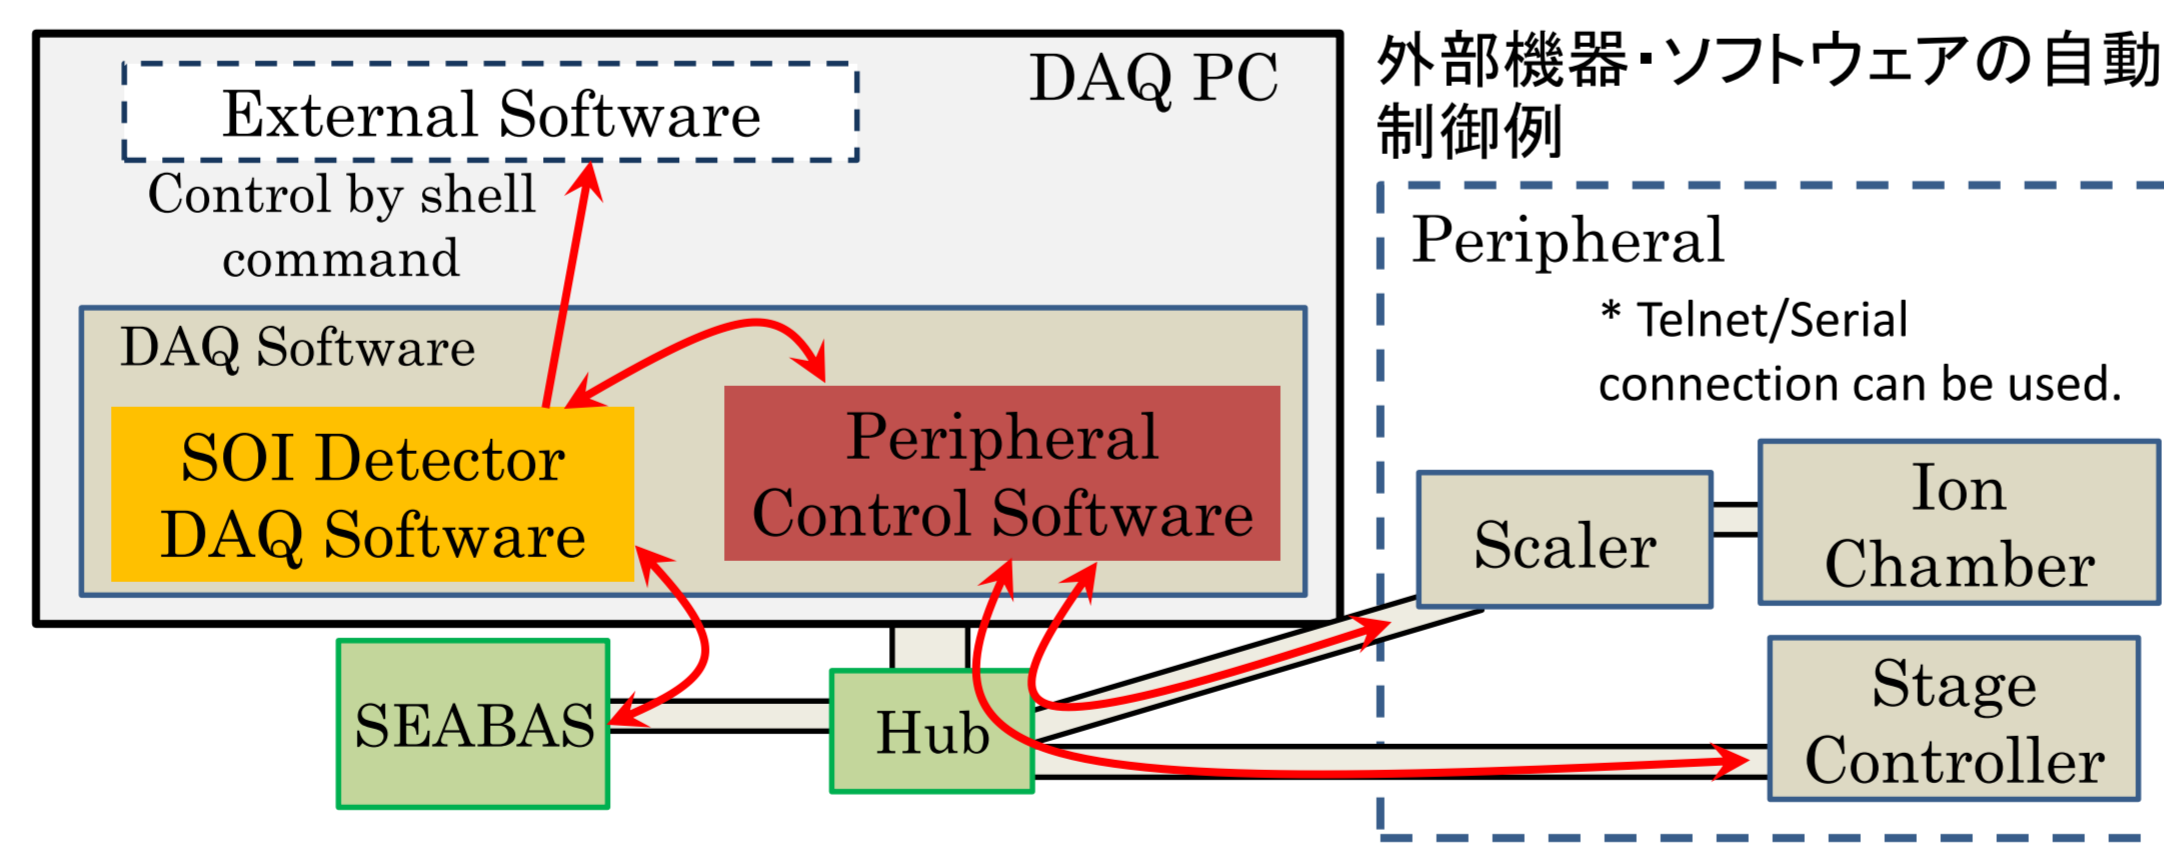 DAQ PC
External Software
Control by shell
command
DAQ Software
SOI Detector
DAQ Software
Peripheral
Control Software
SEABAS
Hub
外部機器・ソフトウェアの自動
制御例
Peripheral
* Telnet/Serial
connection can be used.
Scaler
Ion
Chamber
Stage
Controller